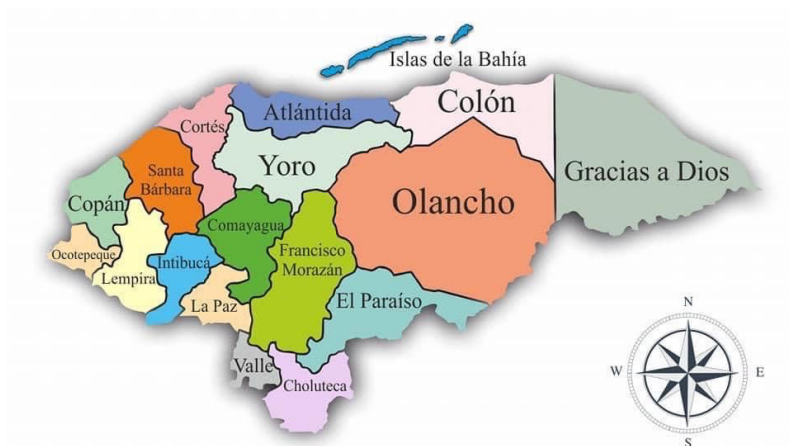 Islas de la Bahía
Colón
Atlántida
Cortés
Yoro
Gracias a Dios
Santa
Bárbara
Olancho
Copán
Comayagua
Francisco
Morazán
Ocotepeque
Intibucá
Lempira
La Paz
El Paraíso
Valle
Choluteca
N
W
E
S